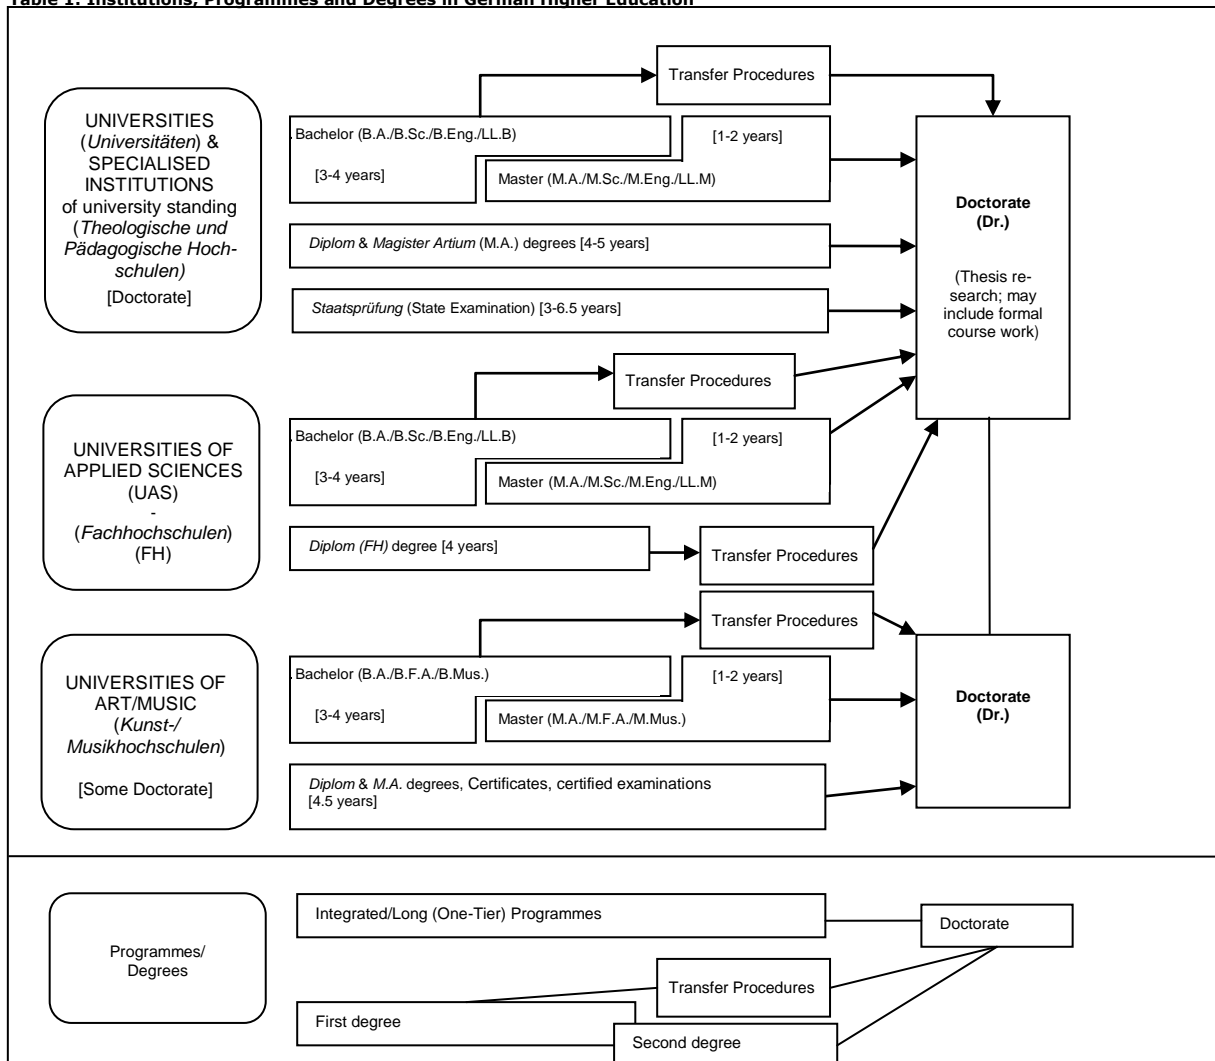 Table 1: Institutions, Programmes and Degrees in German Higher Education
Transfer Procedures
UNIVERSITIES
(Universitäten) &
SPECIALISED
INSTITUTIONS
of university standing
(Theologische und
Pädagogische Hoch-
schulen)
[Doctorate]
Bachelor (B.A./B.Sc./B.Eng./LL.B)
[3-4 years]
[1-2 years]
Master (M.A./M.Sc./M.Eng./LL.M)
Diplom & Magister Artium (M.A.) degrees [4-5 years]
Staatsprüfung (State Examination) [3-6.5 years]
Doctorate
(Dr.)
(Thesis re-
search; may
include formal
course work)
Transfer Procedures
UNIVERSITIES OF
APPLIED SCIENCES
(UAS)
-
(Fachhochschulen)
(FH)
Bachelor (B.A./B.Sc./B.Eng./LL.B)
[3-4 years]
[1-2 years]
Master (M.A./M.Sc./M.Eng./LL.M)
Diplom (FH) degree [4 years]
Transfer Procedures
Transfer Procedures
UNIVERSITIES OF
ART/MUSIC
(Kunst-/
Musikhochschulen)
[Some Doctorate]
Bachelor (B.A./B.F.A./B.Mus.)
[3-4 years]
[1-2 years]
Master (M.A./M.F.A./M.Mus.)
Diplom & M.A. degrees, Certificates, certified examinations
[4.5 years]
Doctorate
(Dr.)
Programmes/
Degrees
Integrated/Long (One-Tier) Programmes
Doctorate
Transfer Procedures
First degree
Second degree